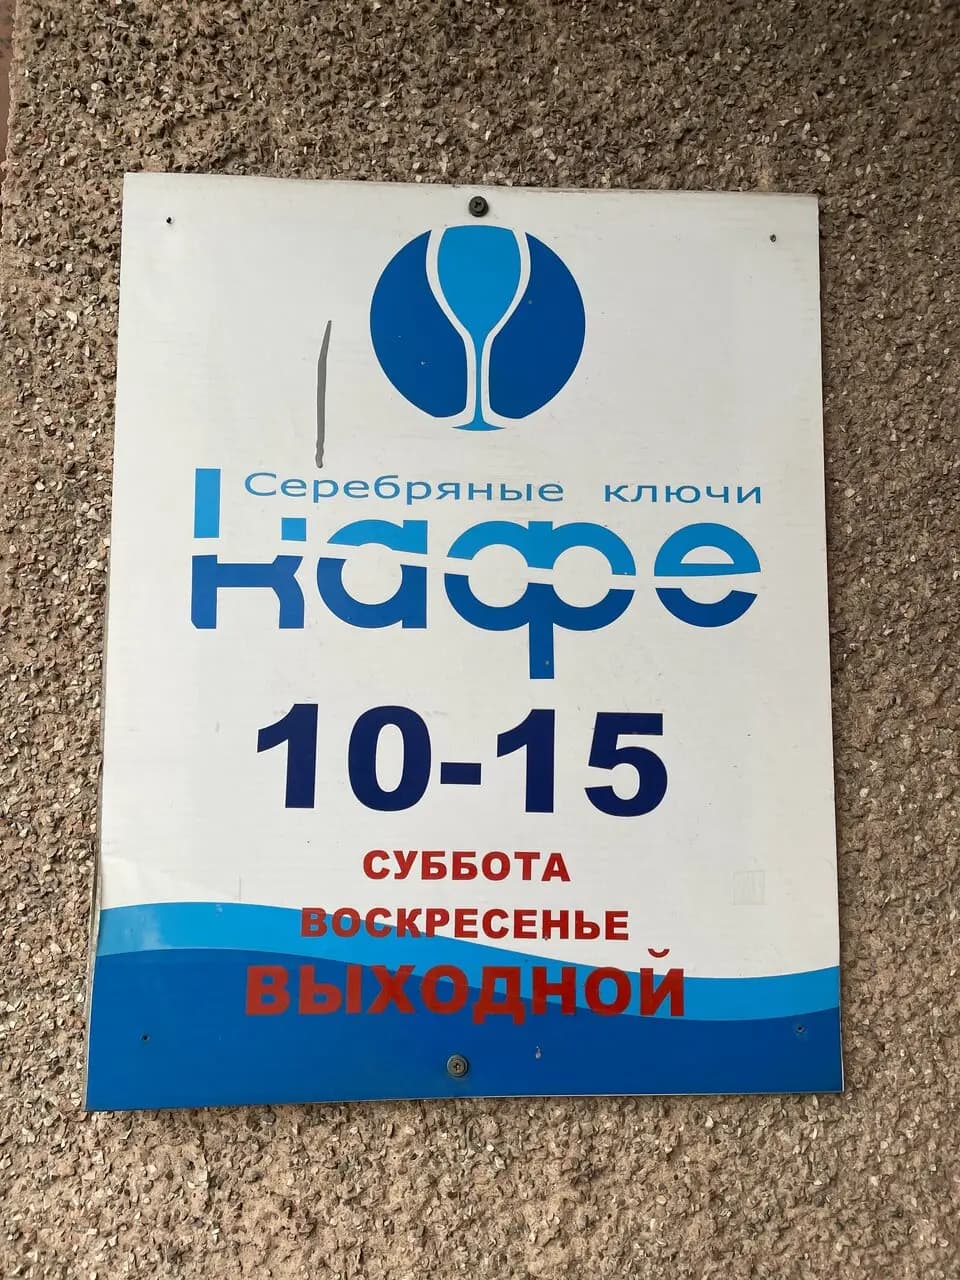 Серебряные ключи
кафе
10-15
СУББОТА
ВОСКРЕСЕНЬЕ
ВЫХОДНОЙ